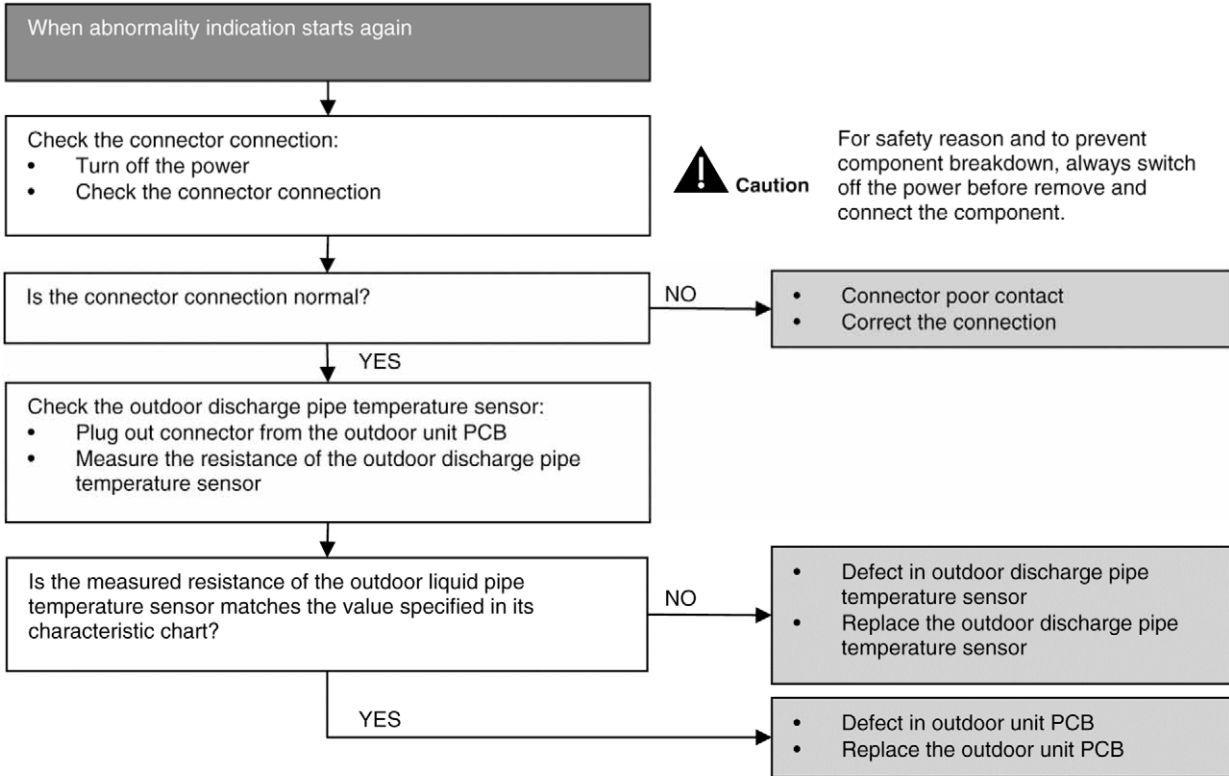 When abnormality indication starts again
Check the connector connection:
• Turn off the power
• Check the connector connection
Caution
For safety reason and to prevent
component breakdown, always switch
off the power before remove and
connect the component.
Is the connector connection normal?
NO
• Connector poor contact
• Correct the connection
YES
Check the outdoor discharge pipe temperature sensor:
• Plug out connector from the outdoor unit PCB
• Measure the resistance of the outdoor discharge pipe
temperature sensor
Is the measured resistance of the outdoor liquid pipe
temperature sensor matches the value specified in its
characteristic chart?
NO
• Defect in outdoor discharge pipe
temperature sensor
• Replace the outdoor discharge pipe
temperature sensor
YES
• Defect in outdoor unit PCB
• Replace the outdoor unit PCB